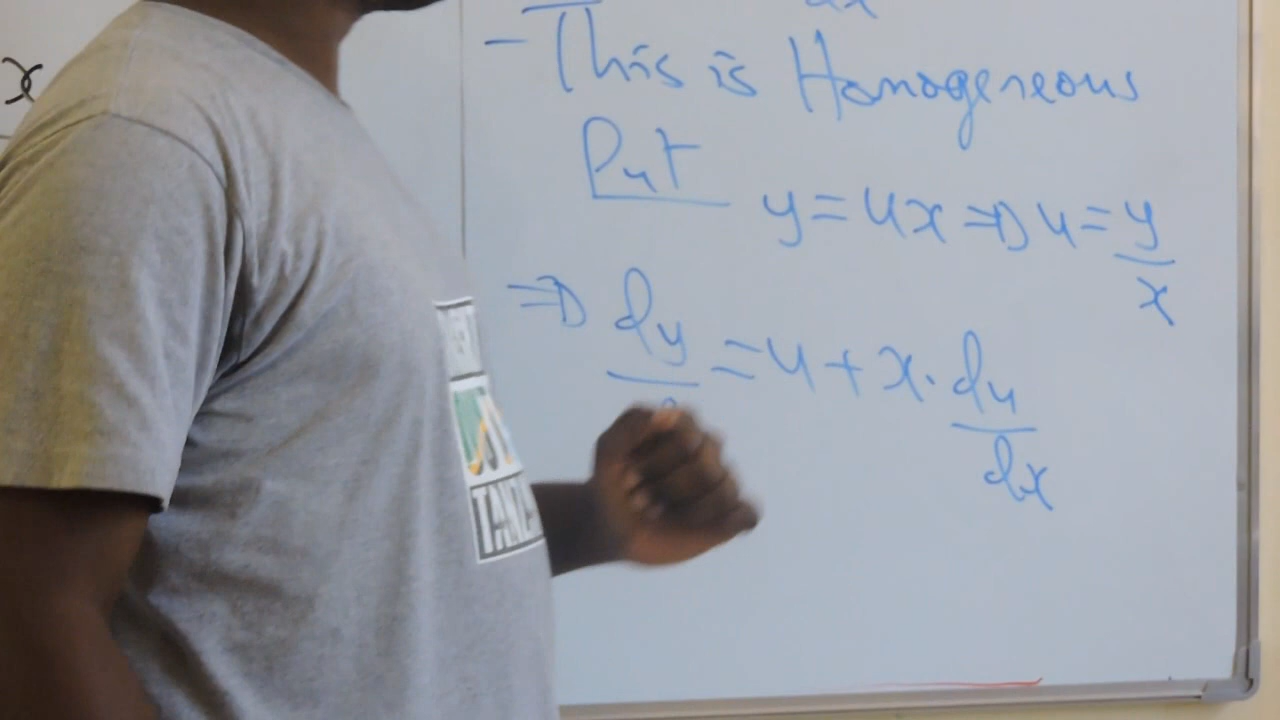 x
dx
- This is Homogeneous
Put y = ux ⇒ u = y/x
⇒ dy/ = u + x · du/dx